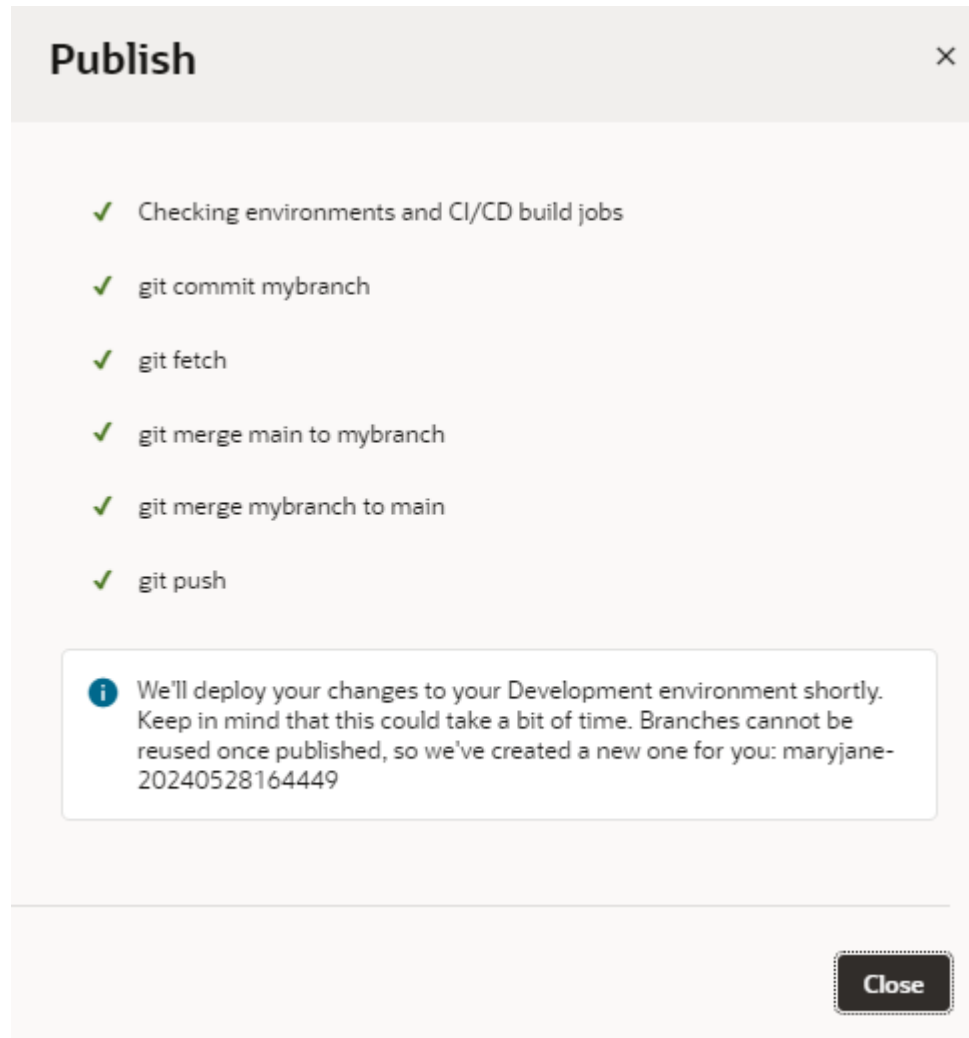 Publish
Checking environments and CI/CD build jobs
git commit mybranch
git fetch
git merge main to mybranch
git merge mybranch to main
git push
We'll deploy your changes to your Development environment shortly.
Keep in mind that this could take a bit of time. Branches cannot be
reused once published, so we've created a new one for you: maryjane-
20240528164449
Close